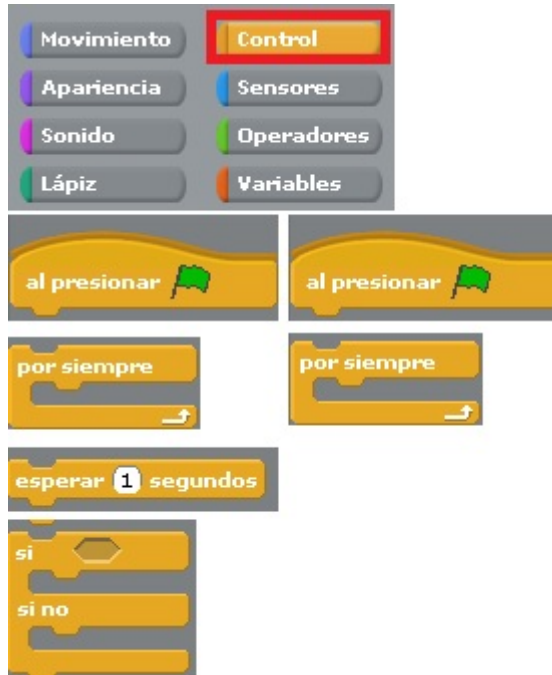 Movimiento Control
Apariencia Sensores
Sonido Operadores
Lápiz Variables
al presionar al presionar
por siempre por siempre
esperar 1 segundos
si
si no